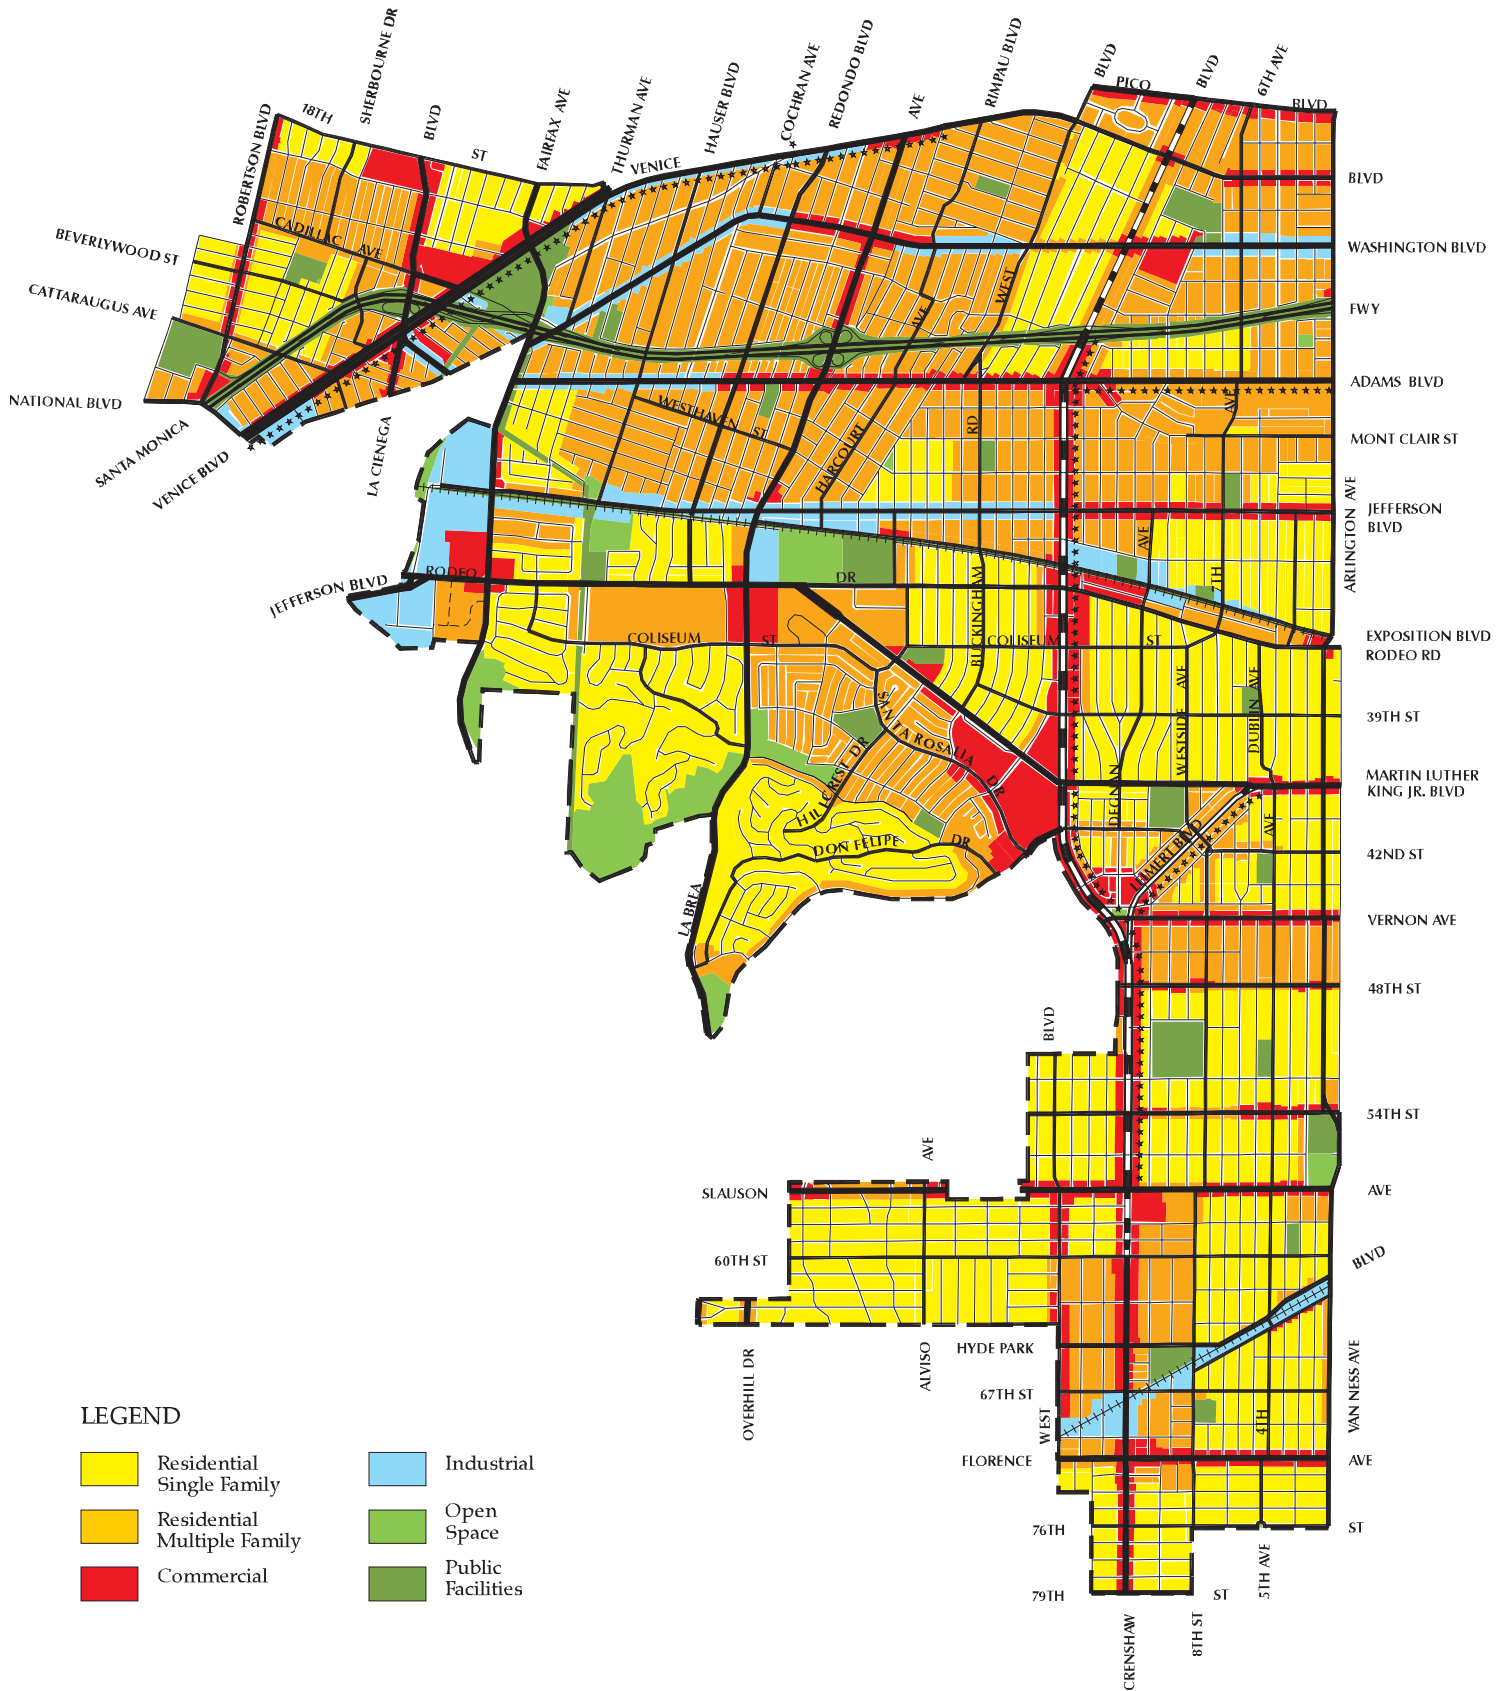 SHERBOURNE DR
BLVD
FAIRFAX AVE
THURMAN AVE
HAUSER BLVD
COCHRAN AVE
REDONDO BLVD
AVE
RIMPAU BLVD
BLVD
PICO
BLVD
6TH AVE
BLVD
ROBERTSON BLVD
18TH
ST
VENICE
BLVD
BEVERLYWOOD ST
CADILLAC AVE
WASHINGTON BLVD
CATTARAUGUS AVE
WEST
AVE
FWY
NATIONAL BLVD
ADAMS BLVD
WESTHAVEN ST
AVE
RD
SANTA MONICA
VENICE BLVD
LA CIENEGA
HARCOURT
MONT CLAIR ST
ARLINGTON AVE
JEFFERSON
BLVD
AVE
JEFFERSON BLVD
RODEO
DR
BUCKINGHAM
TH
COLISEUM
ST
COLISEUM
ST
EXPOSITION BLVD
RODEO RD
SANTA ROSALIA
DR
HILLCREST DR
WESTSIDE AVE
DUBLIN AVE
39TH ST
DEGNAN
MARTIN LUTHER
KING JR. BLVD
DON FELIPE
DR
LEIMERT BLVD
AVE
42ND ST
LA BREA
VERNON AVE
48TH ST
BLVD
54TH ST
AVE
SLAUSON
AVE
60TH ST
BLVD
OVERHILL DR
ALVISO
HYDE PARK
67TH ST
WEST
4TH
VAN NESS AVE
FLORENCE
AVE
76TH
ST
5TH AVE
79TH
ST
CRENSHAW
8TH ST
LEGEND
Residential
Single Family
Residential
Multiple Family
Commercial
Industrial
Open
Space
Public
Facilities